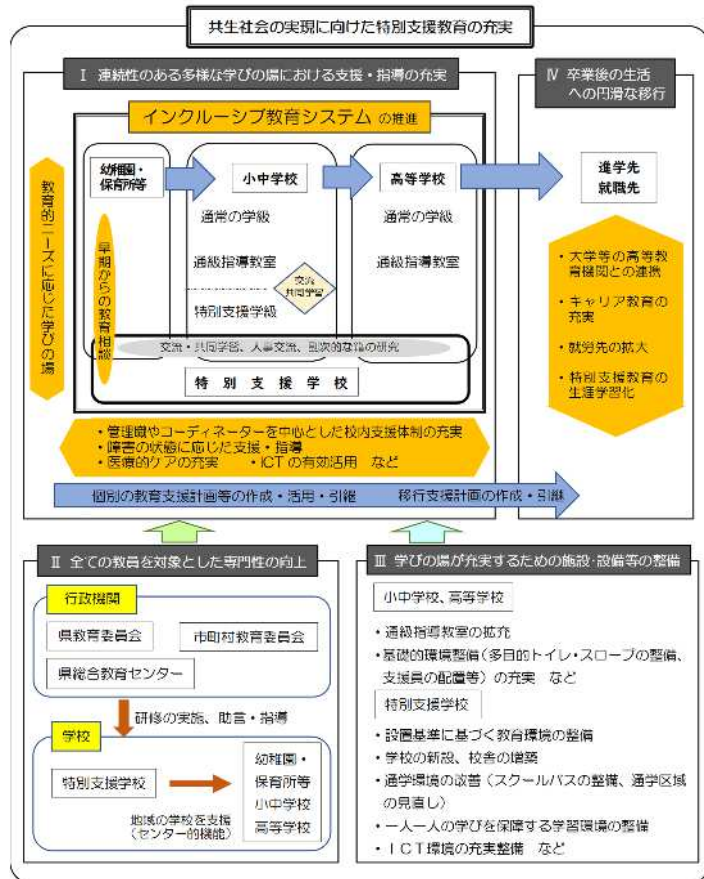 共生社会の実現に向けた特別支援教育の充実
Ⅰ 連続性のある多様な学びの場における支援・指導の充実
インクルーシブ教育システム の推進
教育的ニーズに応じた学びの場
幼稚園・
保育所等
早期からの教育相談
小中学校
通常の学級
通級指導教室
特別支援学級
交流
共同学習
高等学校
通常の学級
通級指導教室
交流・共同学習、人事交流、副次的な籍の研究
特別支援学校
・管理職やコーディネーターを中心とした校内支援体制の充実
・障害の状態に応じた支援・指導
・医療的ケアの充実 ・ICTの有効活用 など
個別の教育支援計画等の作成・活用・引継 移行支援計画の作成・引継
Ⅳ 卒業後の生活
への円滑な移行
進学先
就職先
・大学等の高等教
育機関との連携
・キャリア教育の
充実
・就労先の拡大
・特別支援教育の
生涯学習化
Ⅱ 全ての教員を対象とした専門性の向上
行政機関
県教育委員会
市町村教育委員会
県総合教育センター
研修の実施、助言・指導
学校
特別支援学校
地域の学校を支援
（センター的機能）
幼稚園・
保育所等
小中学校
高等学校
Ⅲ 学びの場が充実するための施設・設備等の整備
小中学校、高等学校
・通級指導教室の拡充
・基礎的環境整備（多目的トイレ・スロープの整備、
支援員の配置等）の充実 など
特別支援学校
・設置基準に基づく教育環境の整備
・学校の新設、校舎の増築
・通学環境の改善（スクールバスの整備、通学区域
の見直し）
・一人一人の学びを保障する学習環境の整備
・ＩＣＴ環境の充実整備 など